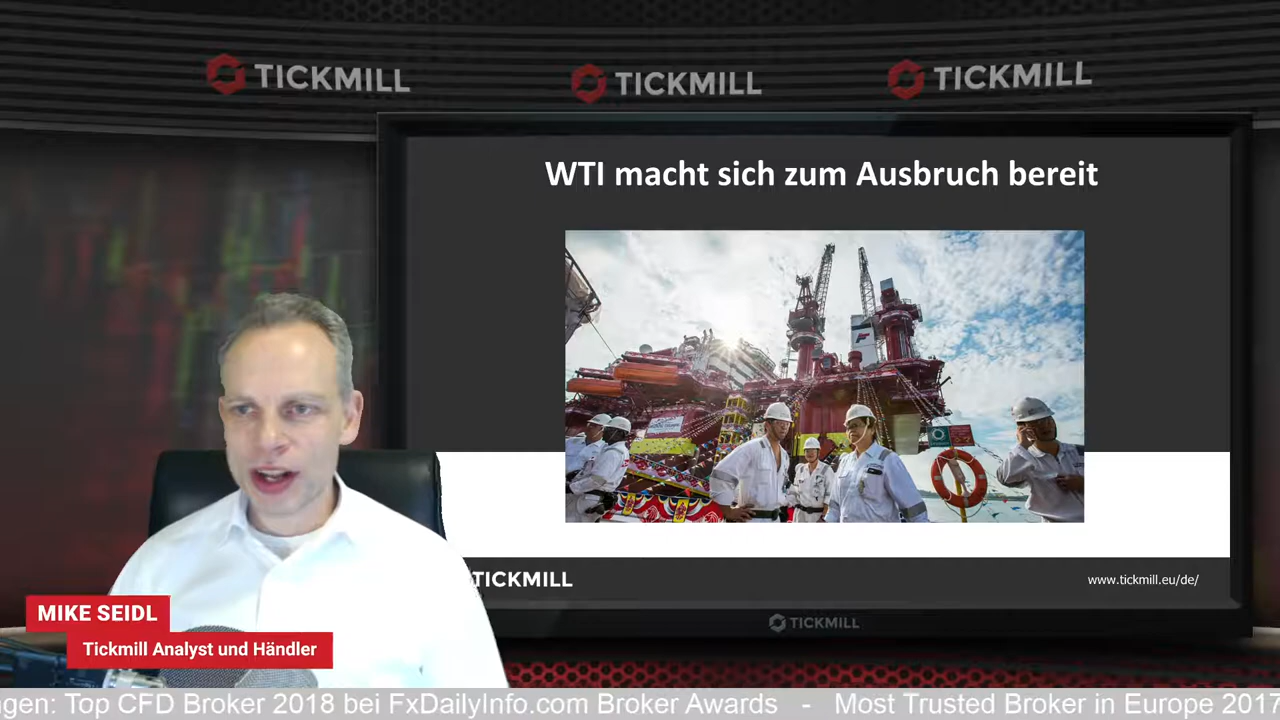 TICKMILL
TICKMILL
TICKMILL
WTI macht sich zum Ausbruch bereit
TICKMILL
www.tickmill.eu/de/
TICKMILL
MIKE SEIDL
Tickmill Analyst und Händler
Top CFD Broker 2018 bei FxDailyInfo.com Broker Awards - Most Trusted Broker in Europe 2017